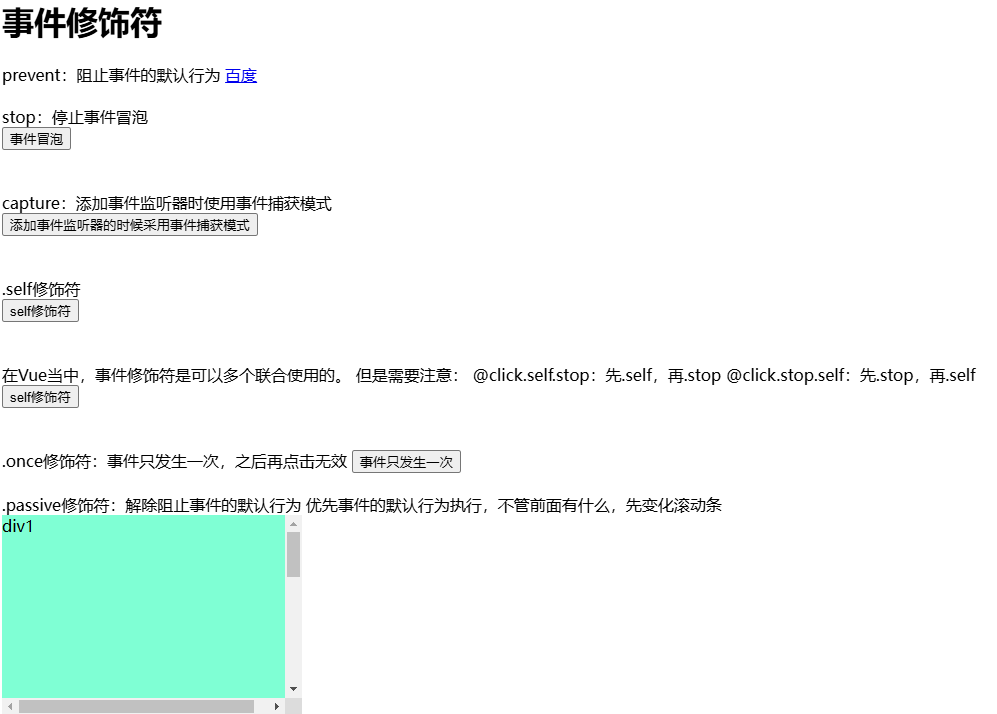 事件修饰符
prevent：阻止事件的默认行为 百度
stop：停止事件冒泡
事件冒泡
capture：添加事件监听器时使用事件捕获模式
添加事件监听器的时候采用事件捕获模式
.self修饰符
self修饰符
在Vue当中，事件修饰符是可以多个联合使用的。 但是需要注意： @click.self.stop：先.self，再.stop @click.stop.self：先.stop，再.self
self修饰符
.once修饰符：事件只发生一次，之后再点击无效 事件只发生一次
.passive修饰符：解除阻止事件的默认行为 优先事件的默认行为执行，不管前面有什么，先变化滚动条
div1